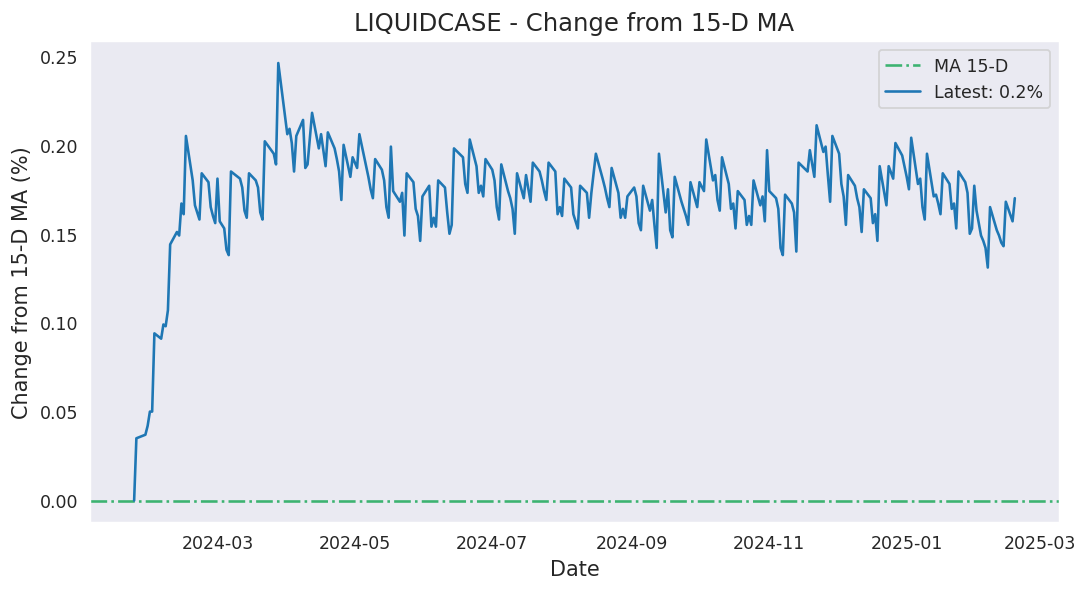 LIQUIDCASE - Change from 15-D MA
MA 15-D
Latest: 0.2%
Change from 15-D MA (%)
0.25
0.20
0.15
0.10
0.05
0.00
2024-03 2024-05 2024-07 2024-09 2024-11 2025-01 2025-03
Date